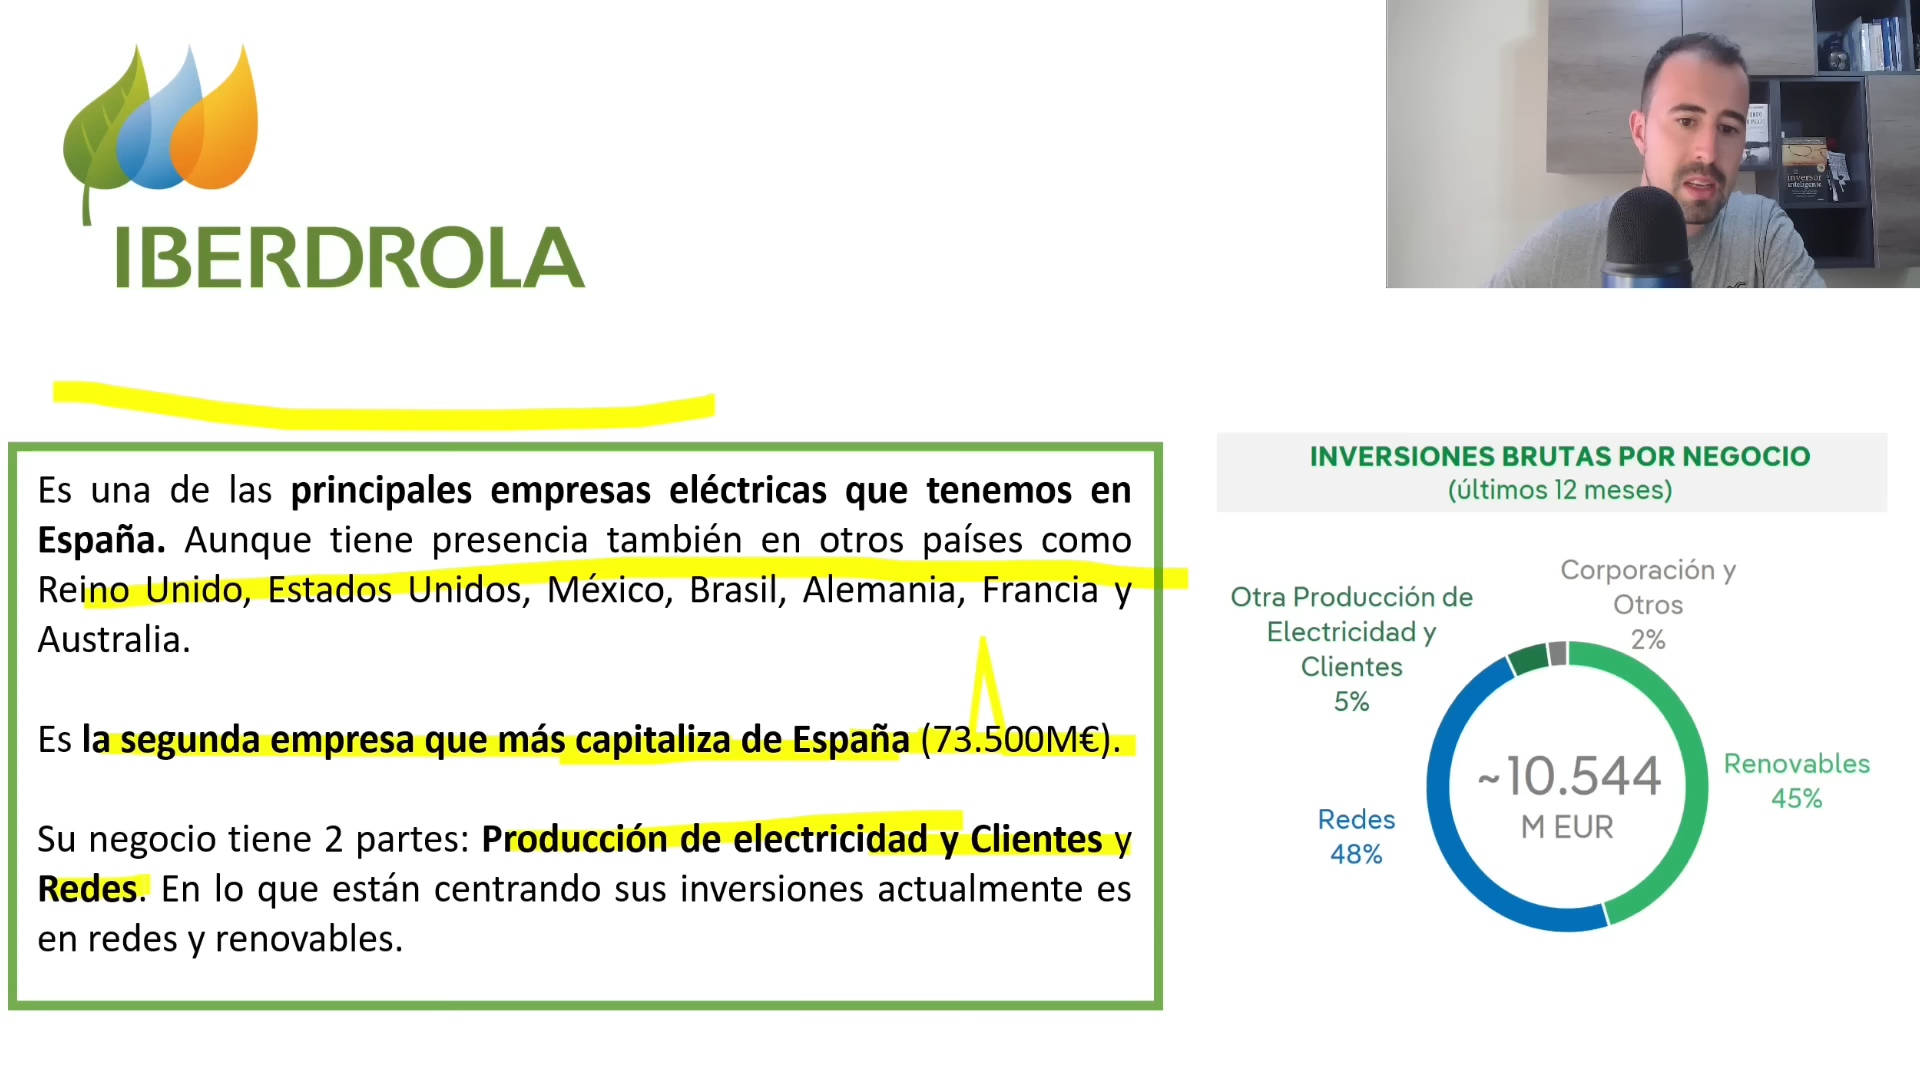 IBERDROLA
inversor
inteligente
Es una de las principales empresas eléctricas que tenemos en
España. Aunque tiene presencia también en otros países como
Reino Unido, Estados Unidos, México, Brasil, Alemania, Francia y
Australia.
Es la segunda empresa que más capitaliza de España (73.500M€).
Su negocio tiene 2 partes: Producción de electricidad y Clientes y
Redes. En lo que están centrando sus inversiones actualmente es
en redes y renovables.
INVERSIONES BRUTAS POR NEGOCIO
(últimos 12 meses)
Corporación y
Otros
2%
Otra Producción de
Electricidad y
Clientes
5%
Renovables
45%
Redes
48%
~10.544
M EUR